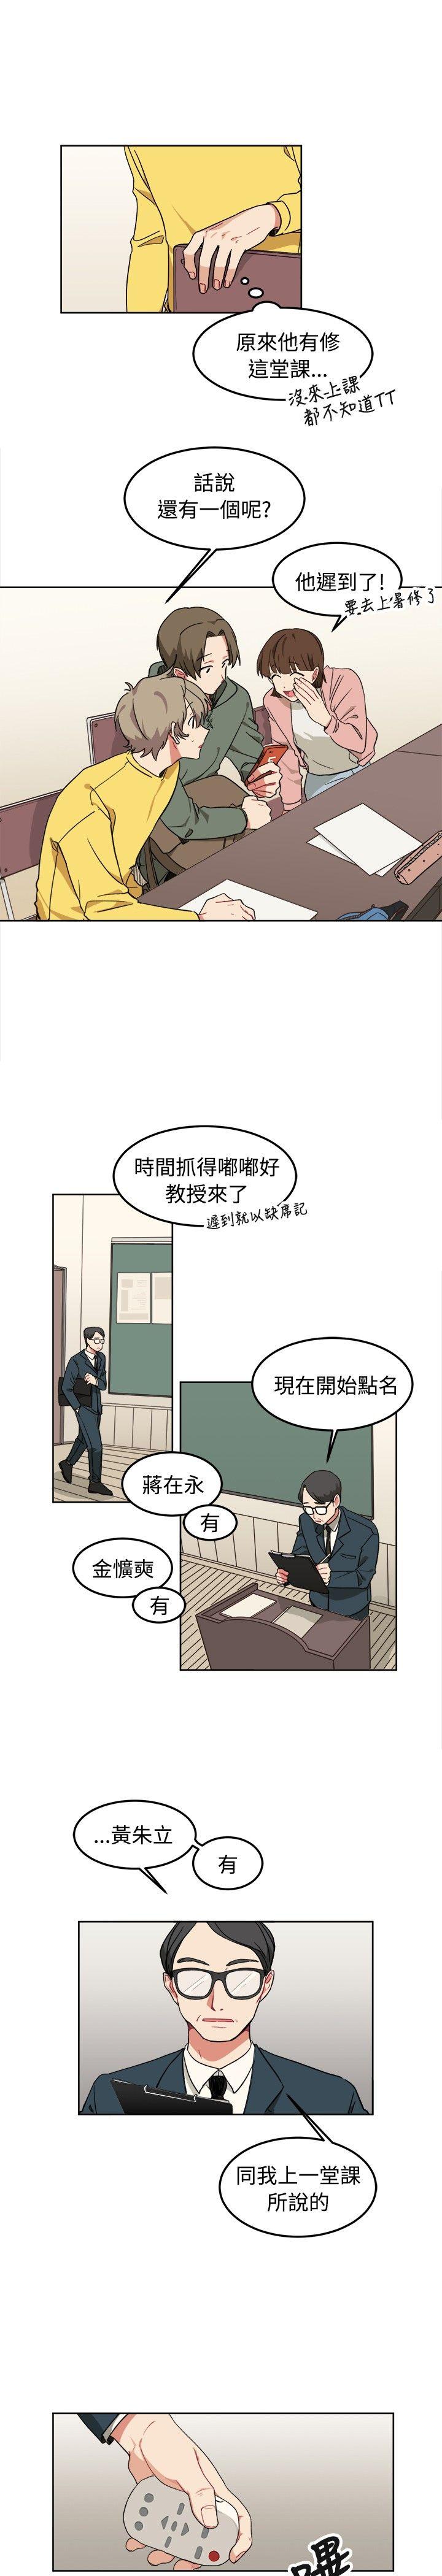 原來他有修
這堂課...
沒來上課
都不知道TT
話說
還有一個呢?
他遲到了!
要去上暑修了
時間抓得嘟嘟好
教授來了
遲到就以缺席記
現在開始點名
蔣在永
有
金懭奭
有
...黃朱立
有
同我上一堂課
所說的
嗶